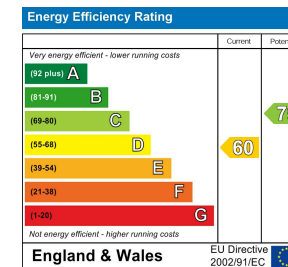 Energy Efficiency Rating
Current
Very energy efficient - lower running costs
(92 plus) A
(81-91) B
(69-80) C
(55-68) D
60
(39-54) E
(21-38) F
(1-20) G
Not energy efficient - higher running costs
England & Wales
EU Directive
2002/91/EC